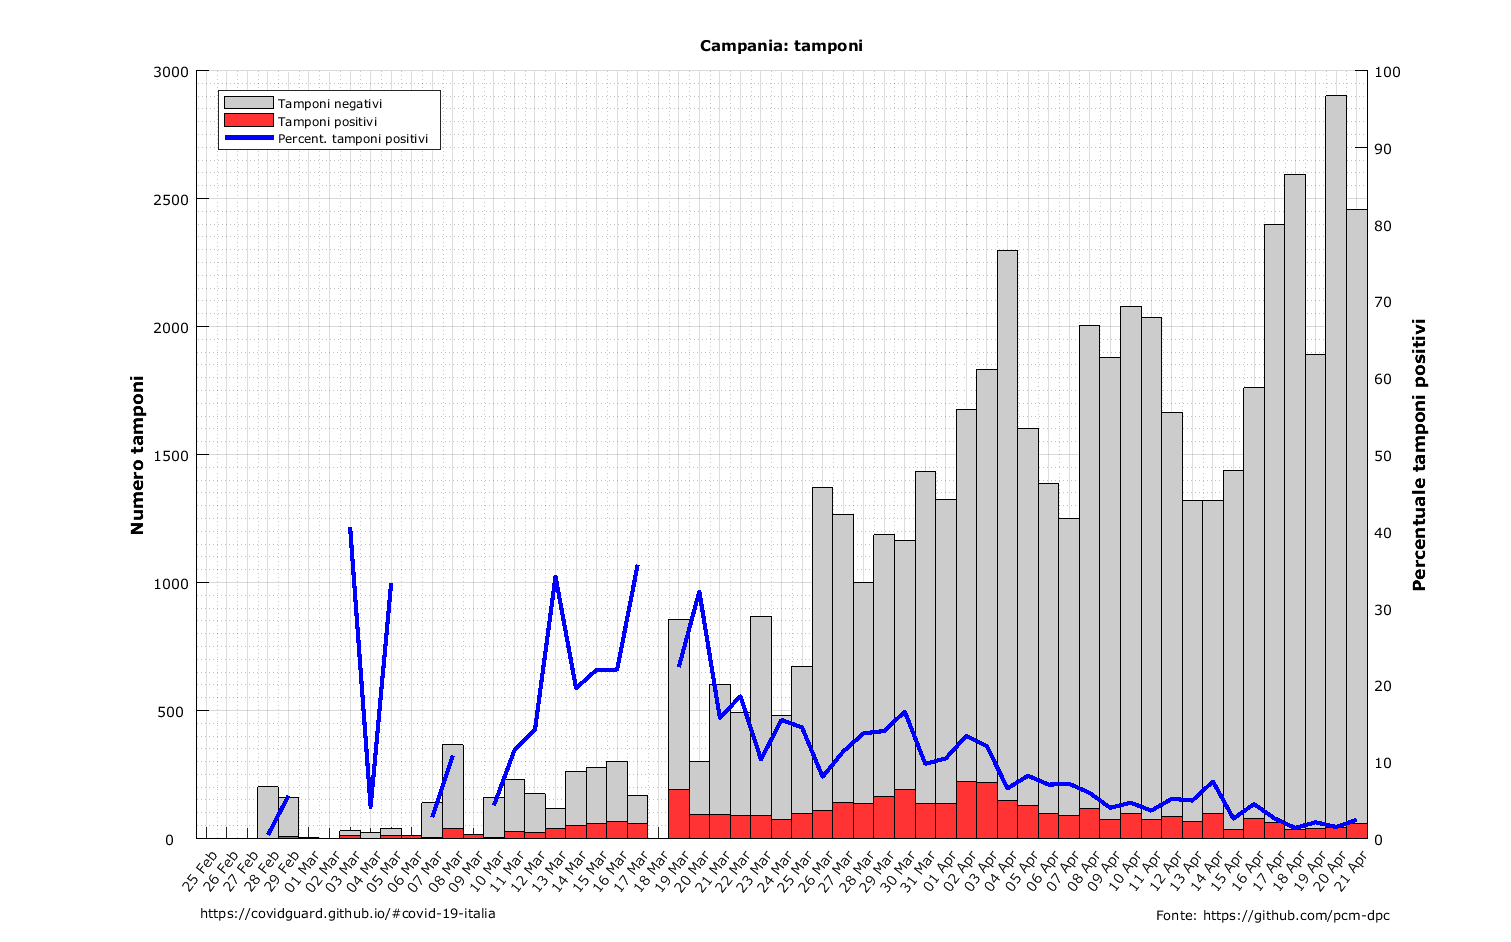 Campania: tamponi
Tamponi negativi
Tamponi positivi
Percent. tamponi positivi
Numero tamponi
3000
2500
2000
1500
1000
500
0
Percentuale tamponi positivi
100
90
80
70
60
50
40
30
20
10
0
25 Feb
26 Feb
27 Feb
28 Feb
29 Feb
01 Mar
02 Mar
03 Mar
04 Mar
05 Mar
06 Mar
07 Mar
08 Mar
09 Mar
10 Mar
11 Mar
12 Mar
13 Mar
14 Mar
15 Mar
16 Mar
17 Mar
18 Mar
19 Mar
20 Mar
21 Mar
22 Mar
23 Mar
24 Mar
25 Mar
26 Mar
27 Mar
28 Mar
29 Mar
30 Mar
31 Mar
01 Apr
02 Apr
03 Apr
04 Apr
05 Apr
06 Apr
07 Apr
08 Apr
09 Apr
10 Apr
11 Apr
12 Apr
13 Apr
14 Apr
15 Apr
16 Apr
17 Apr
18 Apr
19 Apr
20 Apr
21 Apr
https://covidguard.github.io/#covid-19-italia
Fonte: https://github.com/pcm-dpc